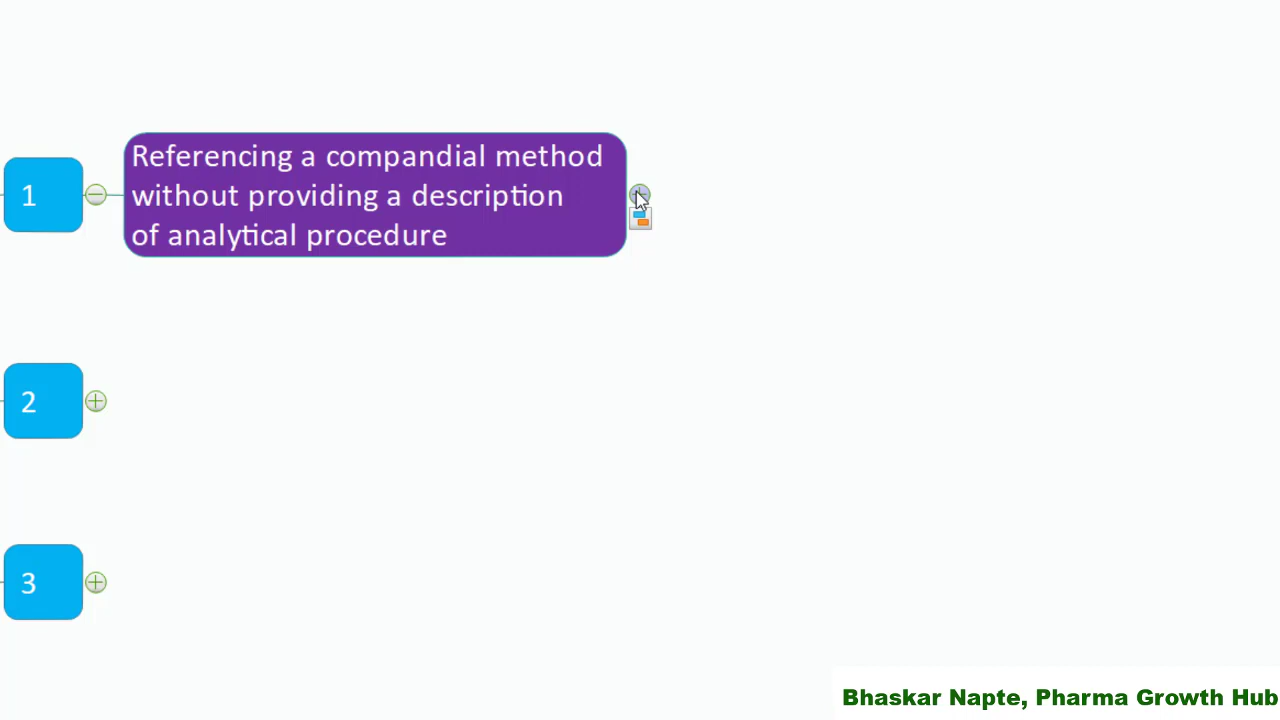 1
Referencing a compandial method
without providing a description
of analytical procedure
2
3
Bhaskar Napte, Pharma Growth Hub